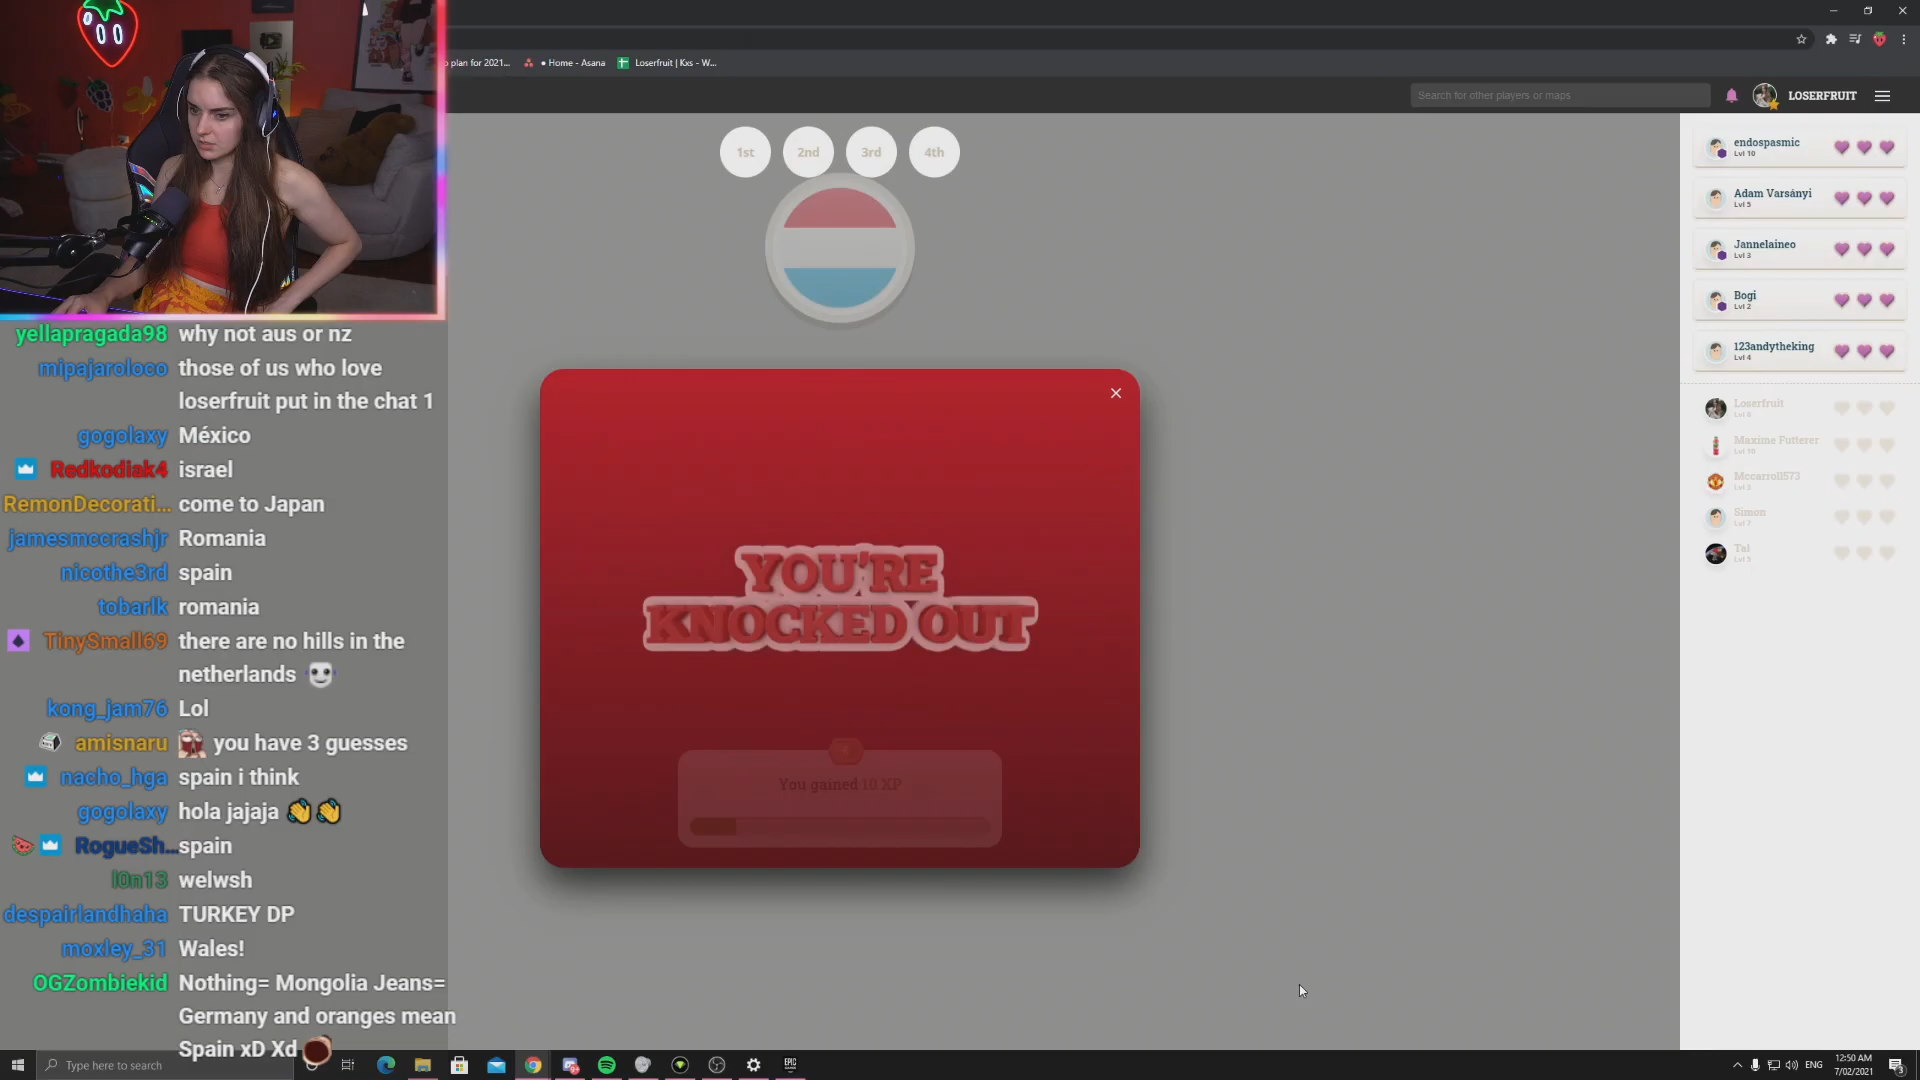 o plan for 2021...
● Home - Asana
Loserfruit | Kxs - W...
Search for other players or maps
LOSERFRUIT
1st
2nd
3rd
4th
endospasmic
Lvl 10
Adam Varsányi
Lvl 5
Jannelaineo
Lvl 3
Bogi
Lvl 2
123andytheking
Lvl 4
Loserfruit
Maxime Futterer
Lvl 10
Mccarroll573
Simon
Lvl 7
Tal
YOU'RE
KNOCKED OUT
You gained 10 XP
yellapragada98 why not aus or nz
mipajaroloco those of us who love
loserfruit put in the chat 1
gogolaxy México
Redkodiak4 israel
RemonDecorati... come to Japan
jamesmccrashjr Romania
nicothe3rd spain
tobarlk romania
TinySmall69 there are no hills in the
netherlands
kong_jam76 Lol
amisnaru you have 3 guesses
nacho_hga spain i think
gogolaxy hola jajaja 👏👏
RogueSh... spain
l0n13 welwsh
despairlandhaha TURKEY DP
moxley_31 Wales!
OGZombiekid Nothing= Mongolia Jeans=
Germany and oranges mean
Spain xD Xd
Type here to search
EPIC
GAMES
ENG
12:50 AM
7/02/2021